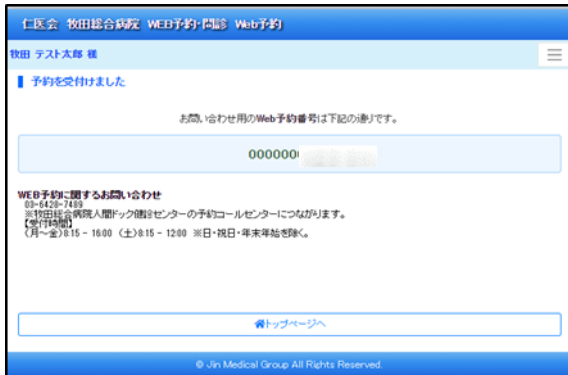 仁医会 牧田総合病院 WEB予約・問診 Web予約
牧田 テスト太郎 様
予約を受付けました
お問い合わせ用のWeb予約番号は下記の通りです。
000000
WEB予約に関するお問い合わせ
03-6428-7489
※牧田総合病院人間ドック健診センターの予約コールセンターにつながります。
【受付時間】
（月～金）8:15 - 16:00 （土）8:15 - 12:00 ※日・祝日・年末年始を除く。
トップページへ
© Jin Medical Group All Rights Reserved.